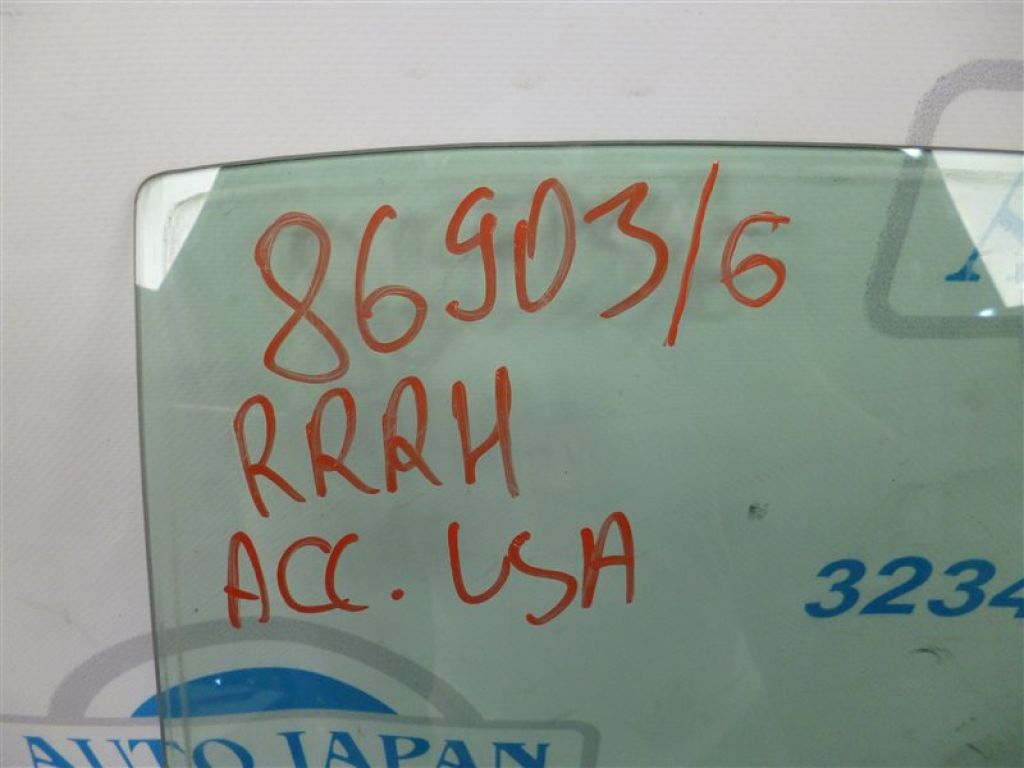 86903/6
RRRH
ACC. USA
3234
AUTO JAPAN